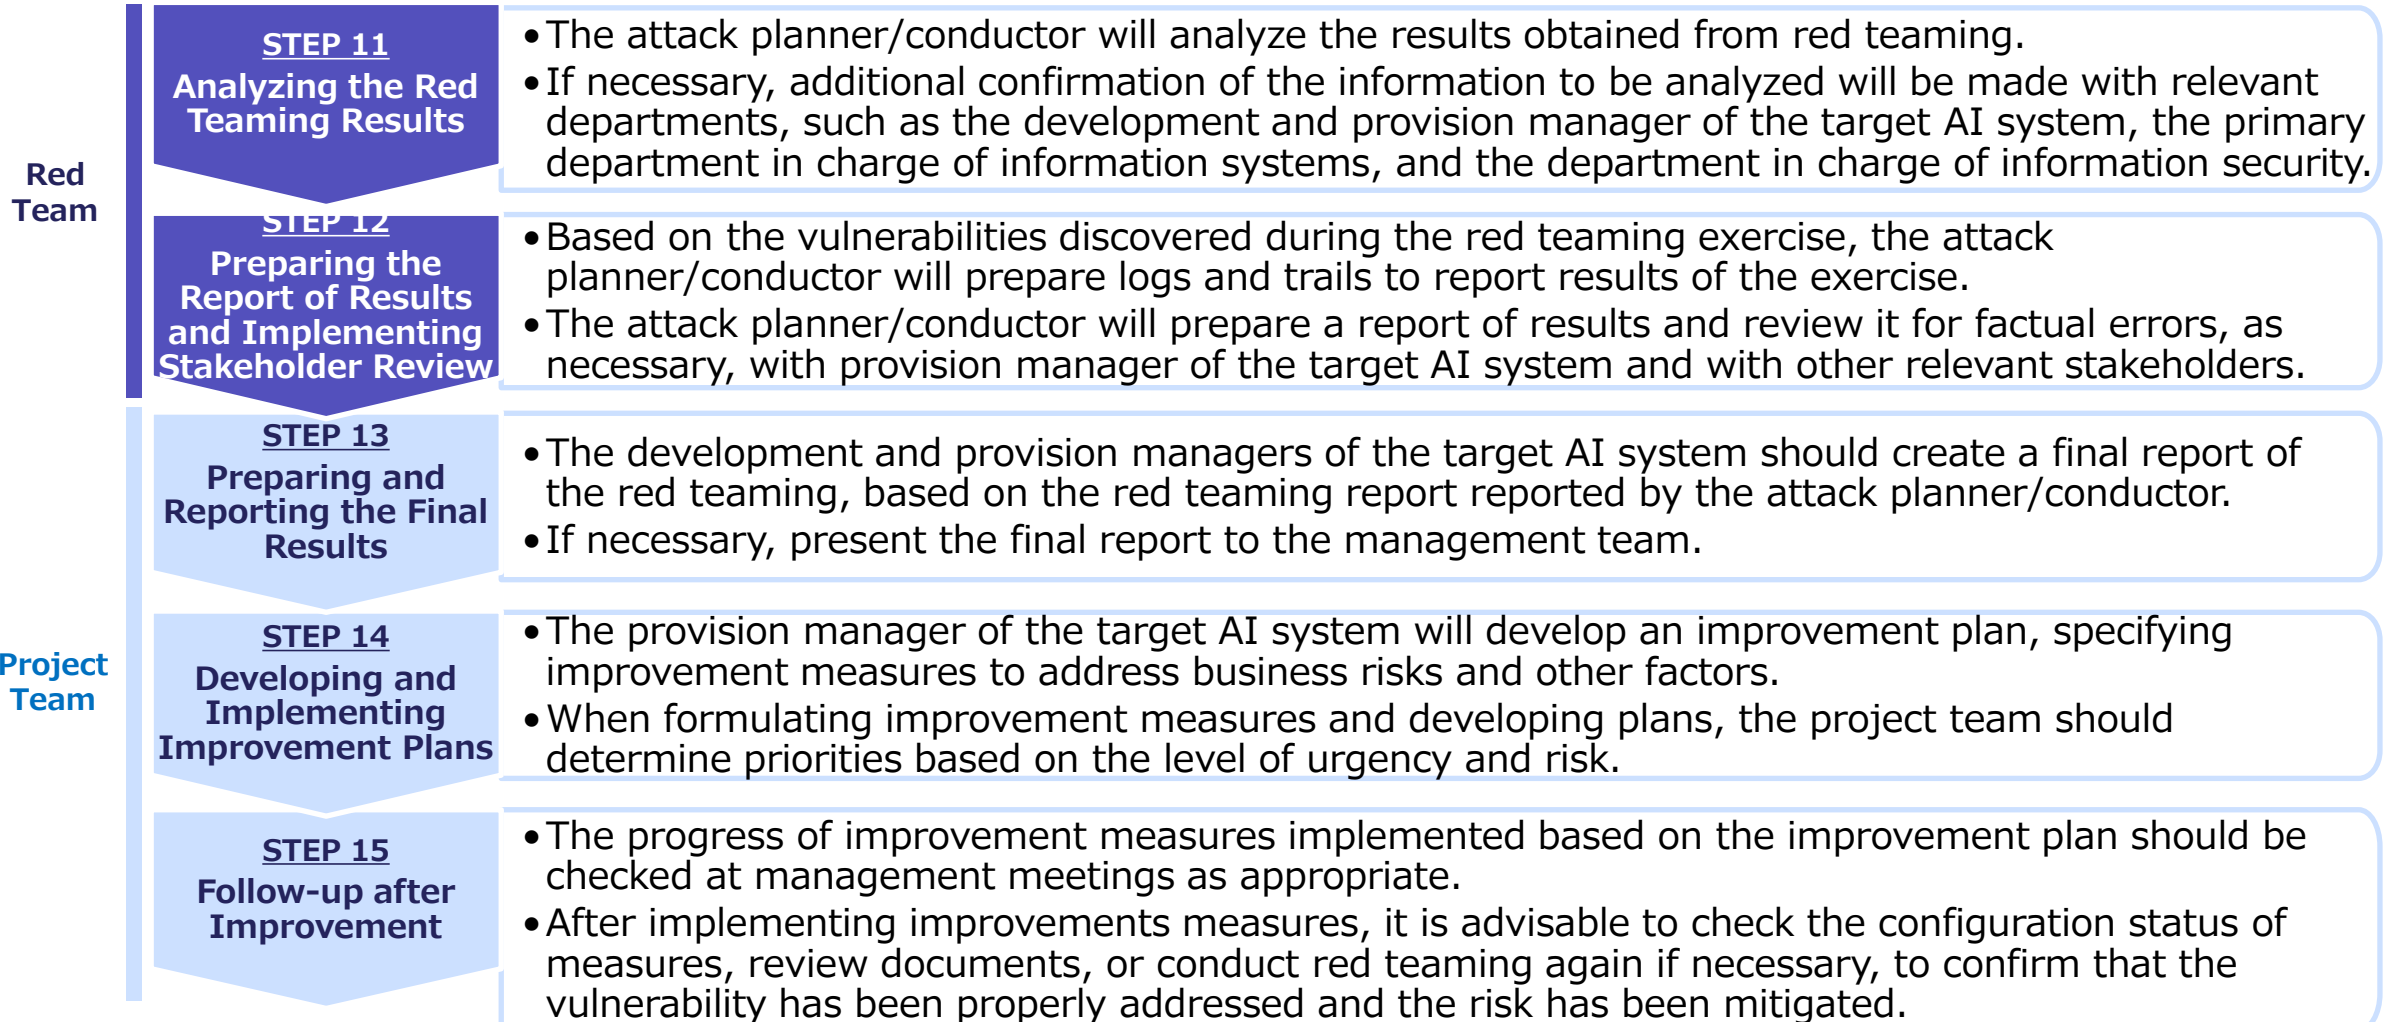 Red
Team
STEP 11
Analyzing the Red
Teaming Results
•The attack planner/conductor will analyze the results obtained from red teaming.
•If necessary, additional confirmation of the information to be analyzed will be made with relevant
departments, such as the development and provision manager of the target AI system, the primary
department in charge of information systems, and the department in charge of information security.
STEP 12
Preparing the
Report of Results
and Implementing
Stakeholder Review
•Based on the vulnerabilities discovered during the red teaming exercise, the attack
planner/conductor will prepare logs and trails to report results of the exercise.
•The attack planner/conductor will prepare a report of results and review it for factual errors, as
necessary, with provision manager of the target AI system and with other relevant stakeholders.
Project
Team
STEP 13
Preparing and
Reporting the Final
Results
•The development and provision managers of the target AI system should create a final report of
the red teaming, based on the red teaming report reported by the attack planner/conductor.
•If necessary, present the final report to the management team.
STEP 14
Developing and
Implementing
Improvement Plans
•The provision manager of the target AI system will develop an improvement plan, specifying
improvement measures to address business risks and other factors.
•When formulating improvement measures and developing plans, the project team should
determine priorities based on the level of urgency and risk.
STEP 15
Follow-up after
Improvement
•The progress of improvement measures implemented based on the improvement plan should be
checked at management meetings as appropriate.
•After implementing improvements measures, it is advisable to check the configuration status of
measures, review documents, or conduct red teaming again if necessary, to confirm that the
vulnerability has been properly addressed and the risk has been mitigated.